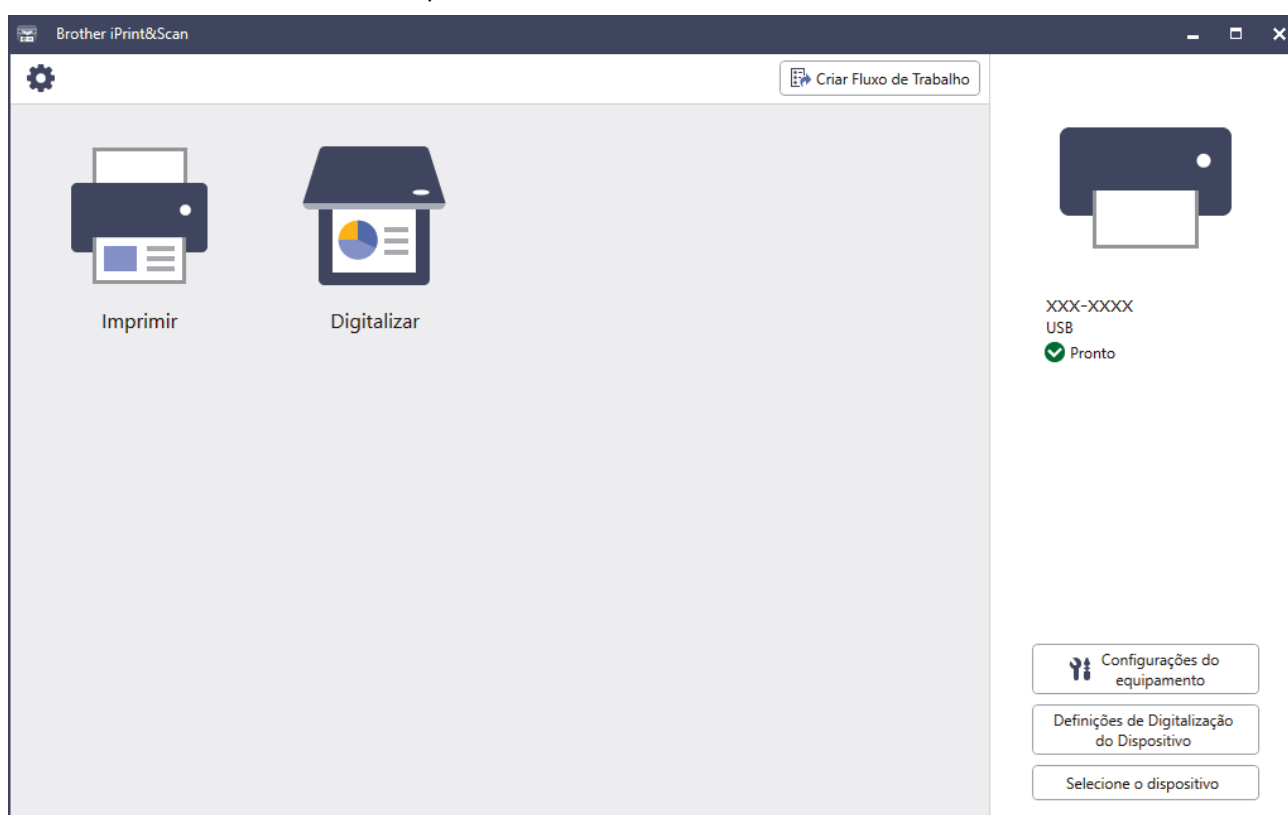 Brother iPrint&Scan
Criar Fluxo de Trabalho
Imprimir
Digitalizar
XXX-XXXX
USB
Pronto
Configurações do
equipamento
Definições de Digitalização
do Dispositivo
Selecione o dispositivo